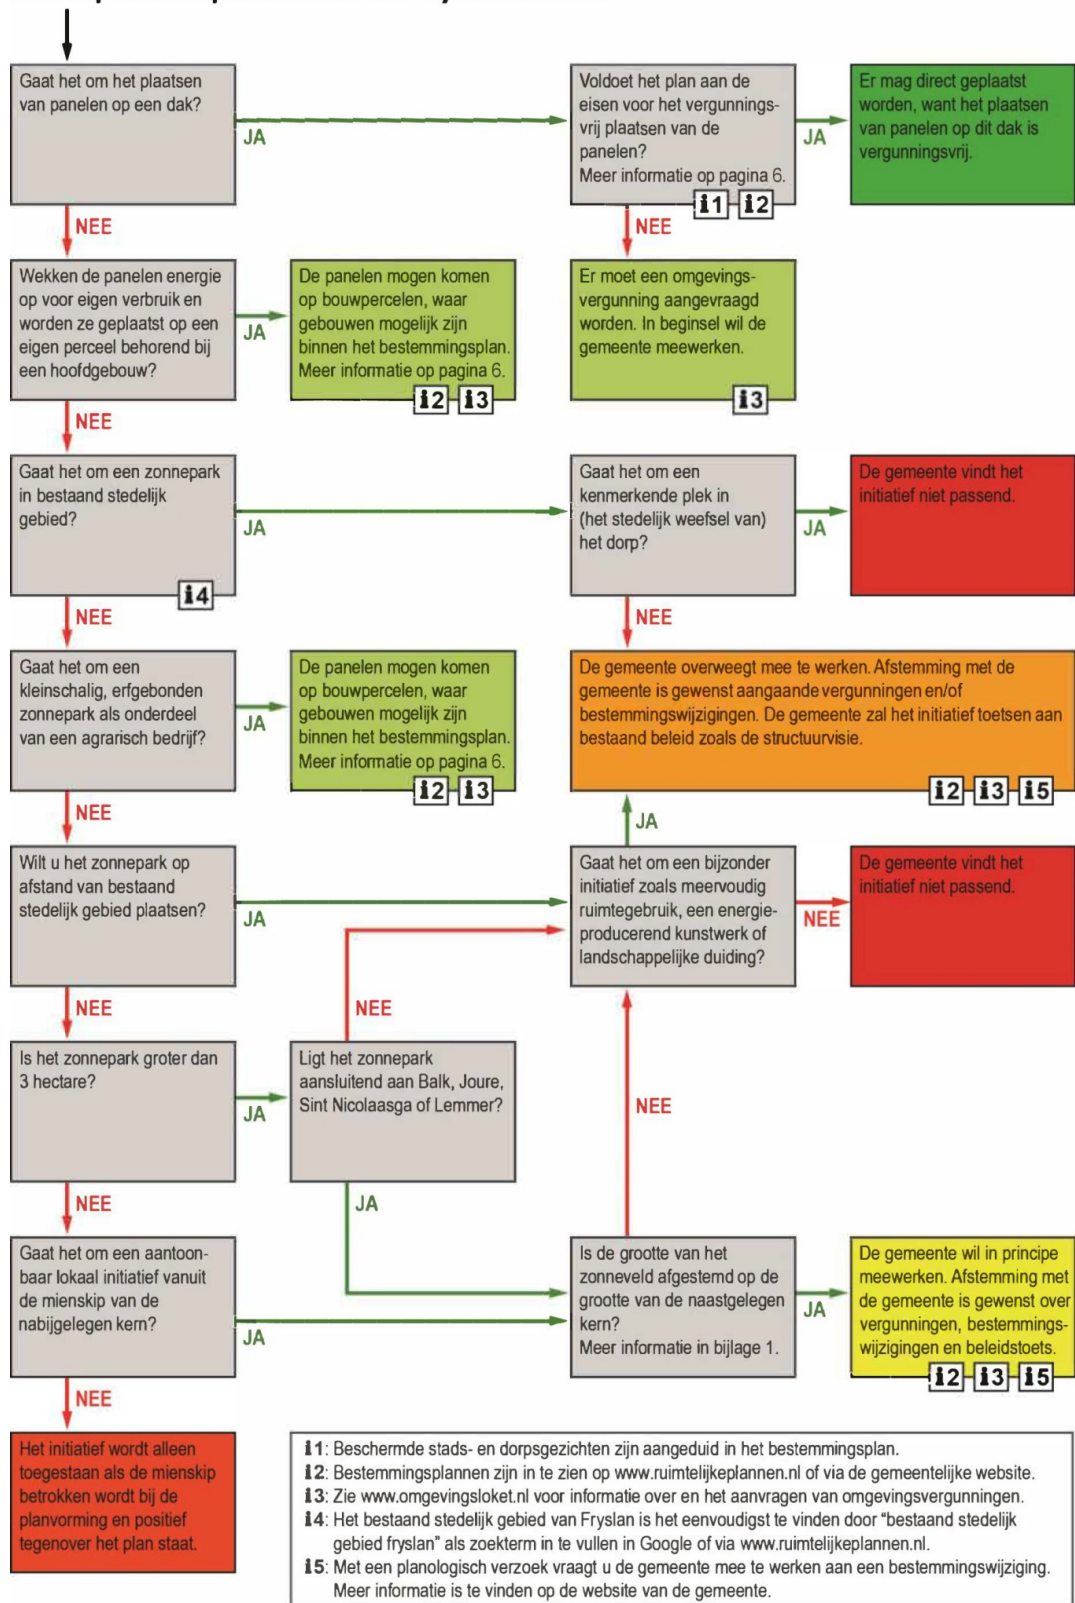 Gaat het om het plaatsen
van panelen op een dak?
JA
Voldoet het plan aan de
eisen voor het vergunnings-
vrij plaatsen van de
panelen?
Meer informatie op pagina 6.
i1 i2
JA
Er mag direct geplaatst
worden, want het plaatsen
van panelen op dit dak is
vergunningsvrij.
NEE
NEE
Wekken de panelen energie
op voor eigen verbruik en
worden ze geplaatst op een
eigen perceel behorend bij
een hoofdgebouw?
JA
De panelen mogen komen
op bouwpercelen, waar
gebouwen mogelijk zijn
binnen het bestemmingsplan.
Meer informatie op pagina 6.
i2 i3
Er moet een omgevings-
vergunning aangevraagd
worden. In beginsel wil de
gemeente meewerken.
i3
NEE
Gaat het om een zonnepark
in bestaand stedelijk
gebied?
i4
JA
Gaat het om een
kenmerkende plek in
(het stedelijk weefsel van)
het dorp?
JA
De gemeente vindt het
initiatief niet passend.
NEE
NEE
Gaat het om een
kleinschalig, erfgebonden
zonnepark als onderdeel
van een agrarisch bedrijf?
JA
De panelen mogen komen
op bouwpercelen, waar
gebouwen mogelijk zijn
binnen het bestemmingsplan.
Meer informatie op pagina 6.
i2 i3
De gemeente overweegt mee te werken. Afstemming met de
gemeente is gewenst aangaande vergunningen en/of
bestemmingswijzigingen. De gemeente zal het initiatief toetsen aan
bestaand beleid zoals de structuurvisie.
i2 i3 i5
NEE
JA
Wilt u het zonnepark op
afstand van bestaand
stedelijk gebied plaatsen?
JA
Gaat het om een bijzonder
initiatief zoals meervoudig
ruimtegebruik, een energie-
producerend kunstwerk of
landschappelijke duiding?
NEE
De gemeente vindt het
initiatief niet passend.
NEE
NEE
Is het zonnepark groter dan
3 hectare?
JA
Ligt het zonnepark
aansluitend aan Balk, Joure,
Sint Nicolaasga of Lemmer?
NEE
NEE
JA
Gaat het om een aantoon-
baar lokaal initiatief vanuit
de mienskip van de
nabijgelegen kern?
JA
Is de grootte van het
zonneveld afgestemd op de
grootte van de naastgelegen
kern?
Meer informatie in bijlage 1.
JA
De gemeente wil in principe
meewerken. Afstemming met
de gemeente is gewenst over
vergunningen, bestemmings-
wijzigingen en beleidstoets.
i2 i3 i5
NEE
Het initiatief wordt alleen
toegestaan als de mienskip
betrokken wordt bij de
planvorming en positief
tegenover het plan staat.
i1: Beschermde stads- en dorpsgezichten zijn aangeduid in het bestemmingsplan.
i2: Bestemmingsplannen zijn in te zien op www.ruimtelijkeplannen.nl of via de gemeentelijke website.
i3: Zie www.omgevingsloket.nl voor informatie over en het aanvragen van omgevingsvergunningen.
i4: Het bestaand stedelijk gebied van Fryslan is het eenvoudigst te vinden door "bestaand stedelijk
gebied fryslan" als zoekterm in te vullen in Google of via www.ruimtelijkeplannen.nl.
i5: Met een planologisch verzoek vraagt u de gemeente mee te werken aan een bestemmingswijziging.
Meer informatie is te vinden op de website van de gemeente.